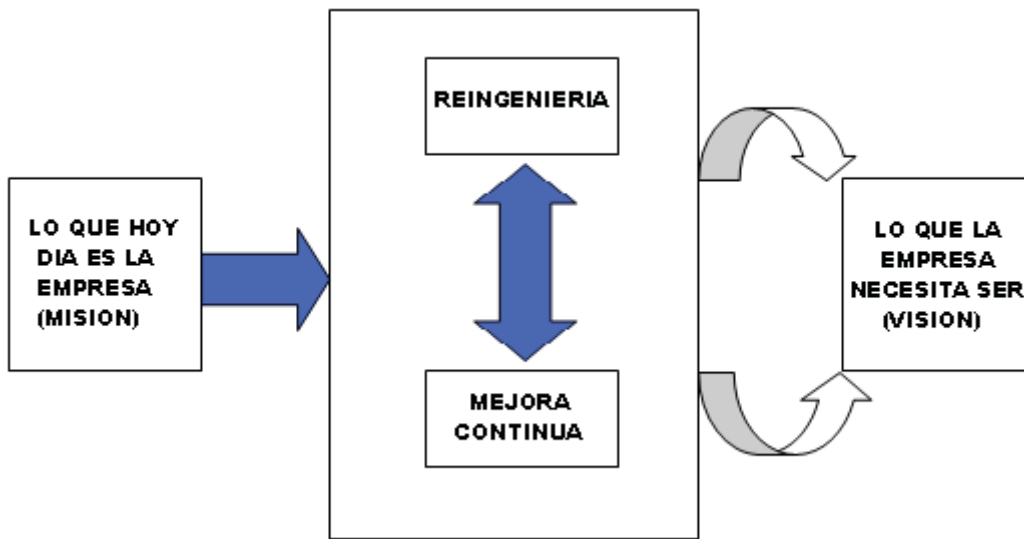 REINGENIERIA
LO QUE HOY
DIA ES LA
EMPRESA
(MISION)
LO QUE LA
EMPRESA
NECESITA SER
(VISION)
MEJORA
CONTINUA